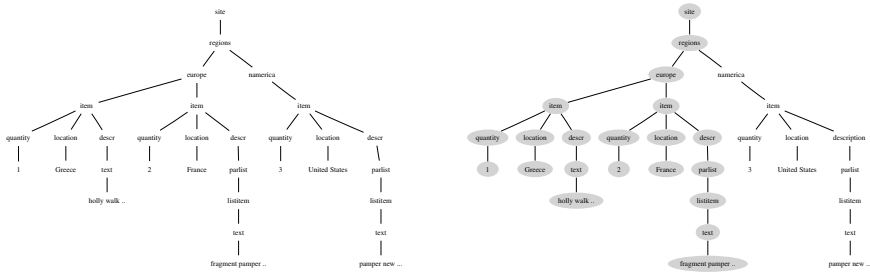 site
regions
europe namerica
item item item
quantity location descr quantity location descr quantity location descr
1 Greece text 2 France parlist 3 United States parlist
holly walk .. listitem listitem
text text
fragment pamper .. pamper new ...
site
regions
europe namerica
item item item
quantity location descr quantity location descr quantity location description
1 Greece text 2 France parlist 3 United States parlist
holly walk .. listitem listitem
text text
fragment pamper .. pamper new ..